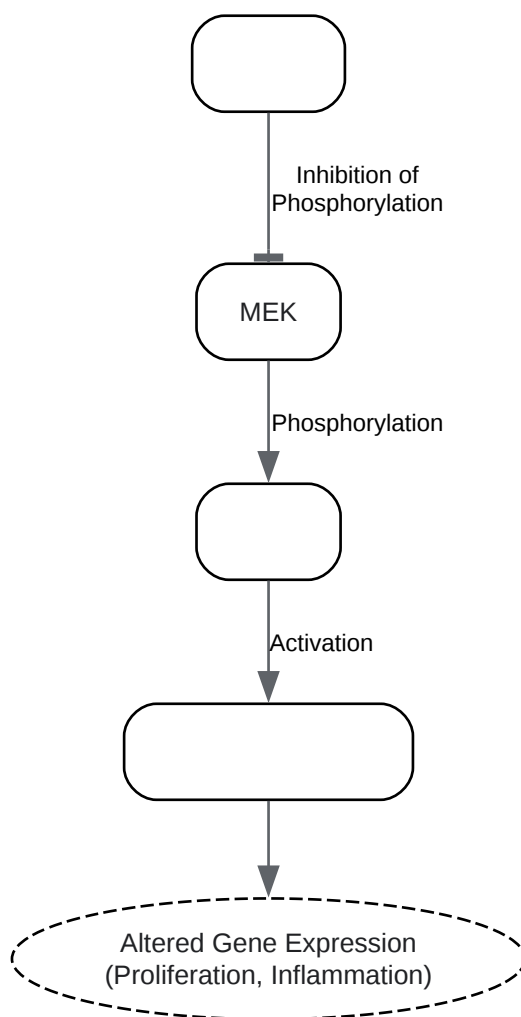 Inhibition of
Phosphorylation
MEK
Phosphorylation
Activation
Altered Gene Expression
(Proliferation, Inflammation)